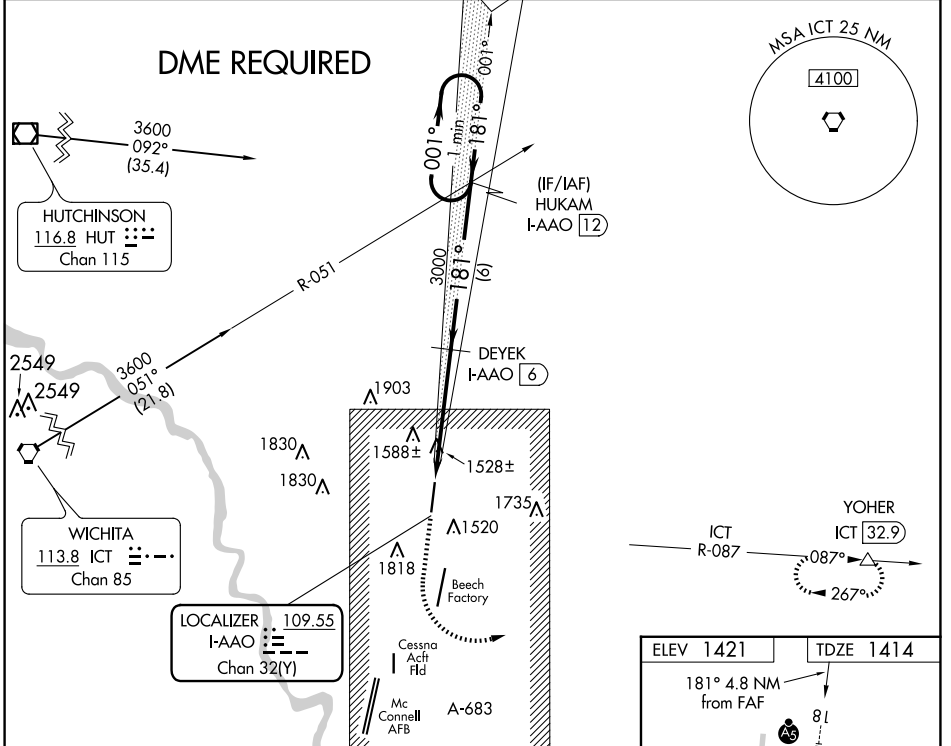 DME REQUIRED
MSA ICT 25 NM
4100
001°
001°
1 min
181°
3600
092°
(35.4)
HUTCHINSON
116.8 HUT
Chan 115
(IF/IAF)
HUKAM
I-AAO 12
R-051
3000
181°
(6)
DEYEK
I-AAO 6
3600
051°
(21.8)
2549
2549
1903
1830
1830
1588±
1528±
1735
1520
1818
WICHITA
113.8 ICT
Chan 85
LOCALIZER 109.55
I-AAO
Chan 32(Y)
Beech
Factory
Cessna
Acft
Fld
Mc
Connell
AFB
A-683
YOHER
ICT 32.9
ICT
R-087
087°
267°
ELEV 1421
TDZE 1414
181° 4.8 NM
from FAF
18
A5